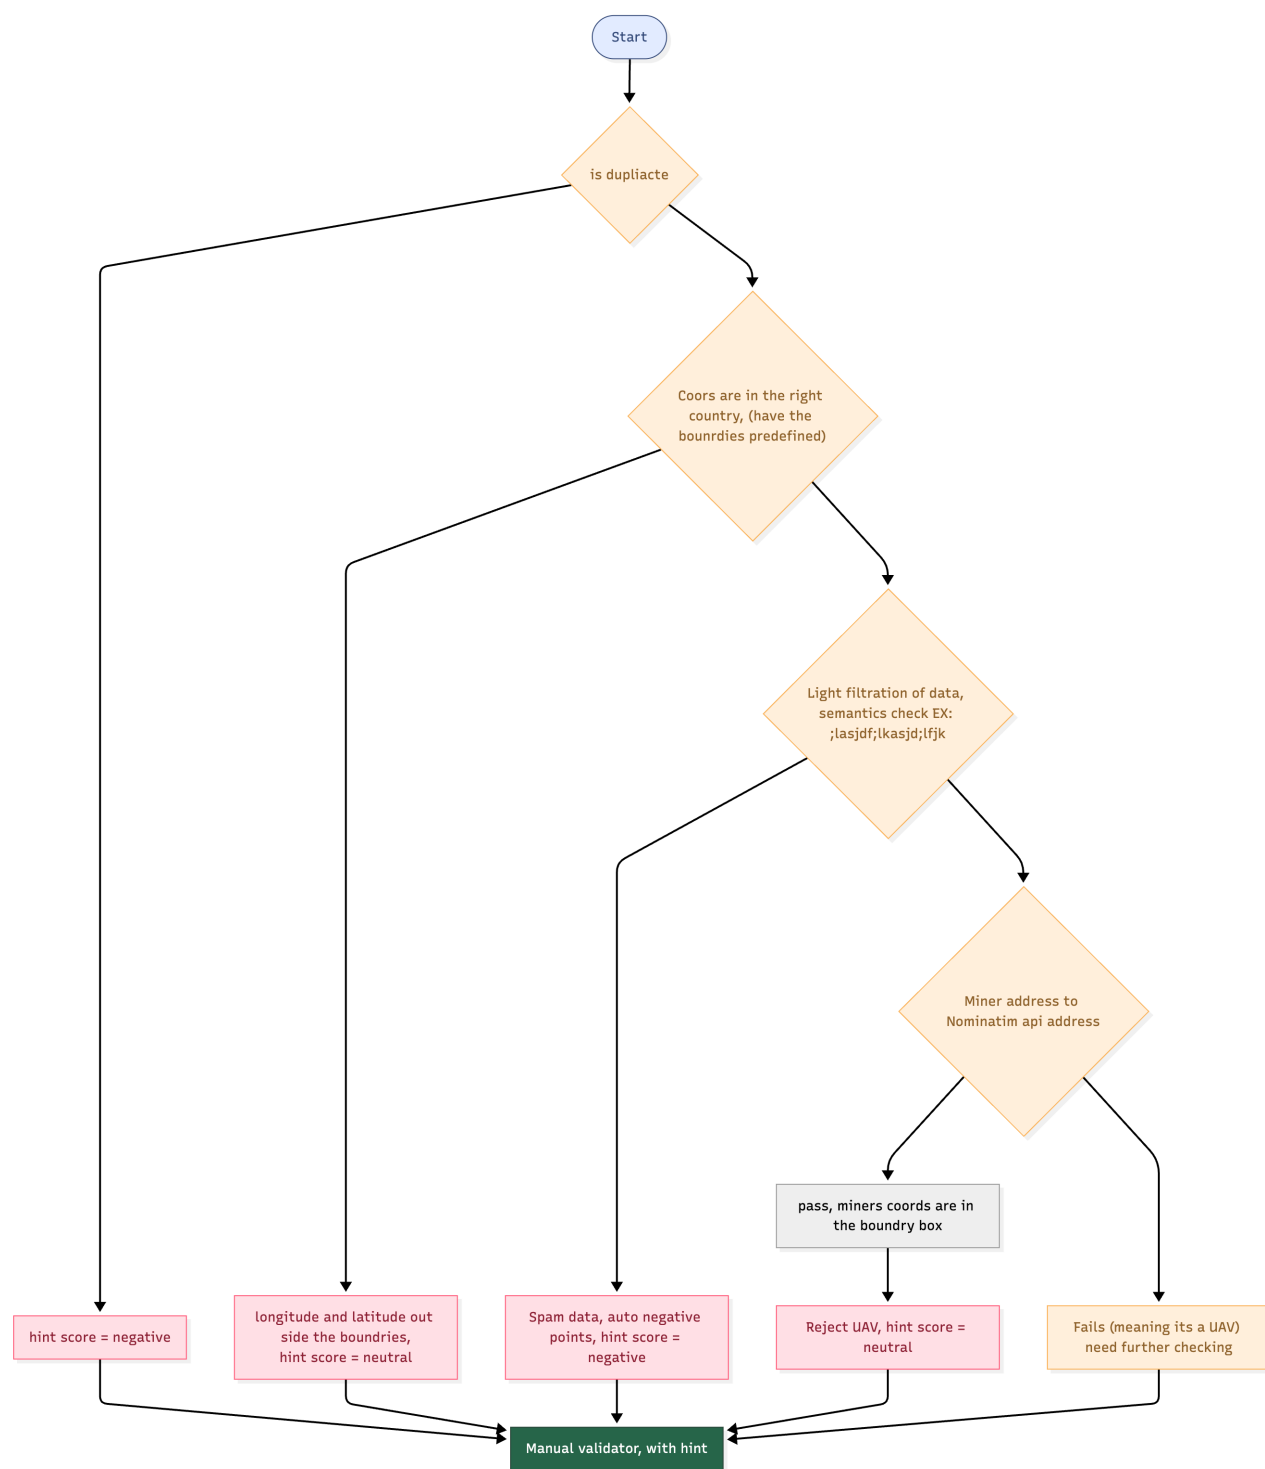 Start
is dupliacte
Coors are in the right
country, (have the
bounrdies predefined)
Light filtration of data,
semantics check EX:
;lasjdf;lkasjd;lfjk
Miner address to
Nominatim api address
pass, miners coords are in
the boundry box
hint score = negative
longitude and latitude out
side the boundries,
hint score = neutral
Spam data, auto negative
points, hint score =
negative
Reject UAV, hint score =
neutral
Fails (meaning its a UAV)
need further checking
Manual validator, with hint